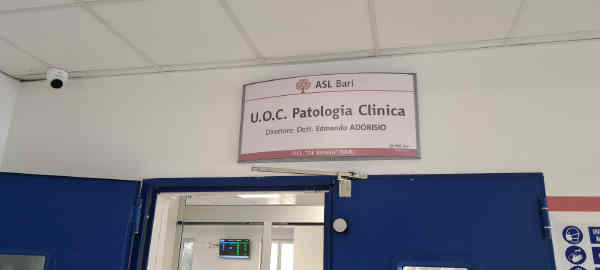 ASL Bari
U.O.C. Patologia Clinica
Direttore Dott. Edmondo ADORISIO